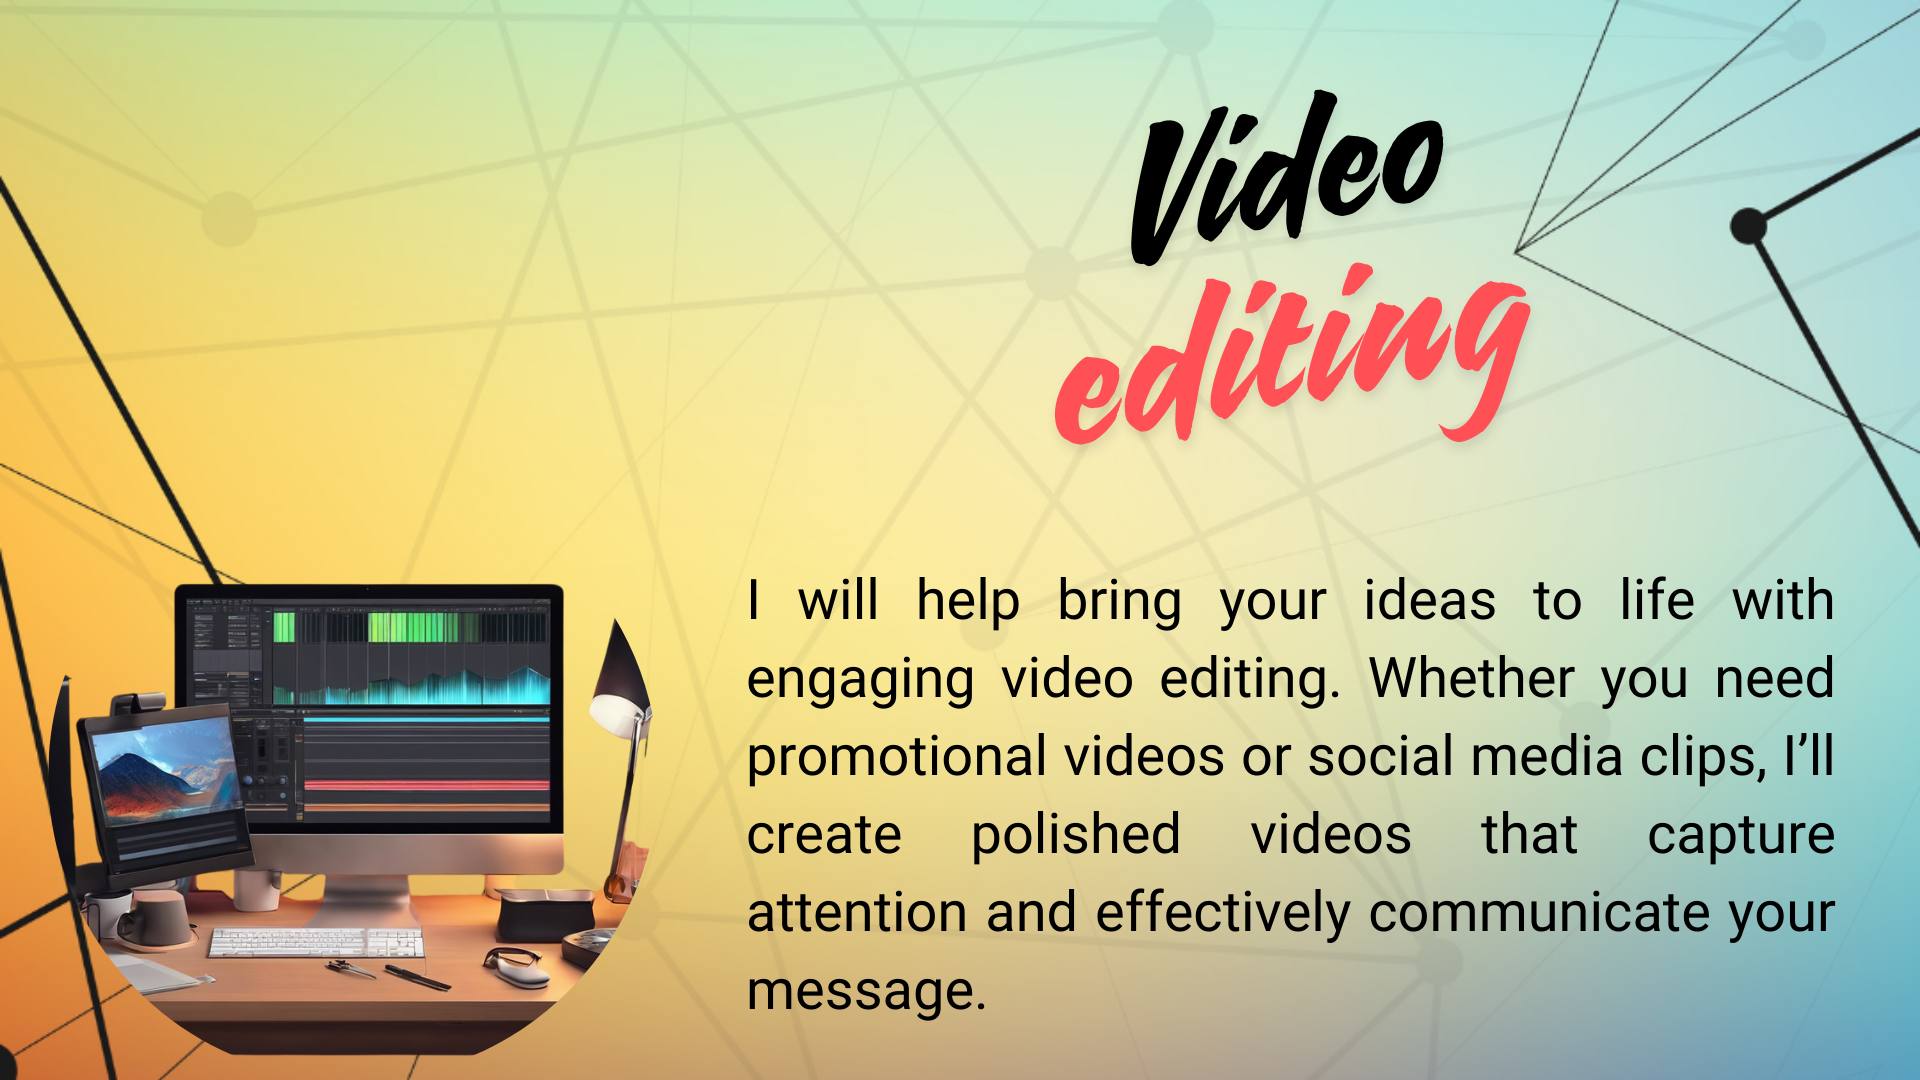 Video
editing
I will help bring your ideas to life with
engaging video editing. Whether you need
promotional videos or social media clips, I’ll
create polished videos that capture
attention and effectively communicate your
message.